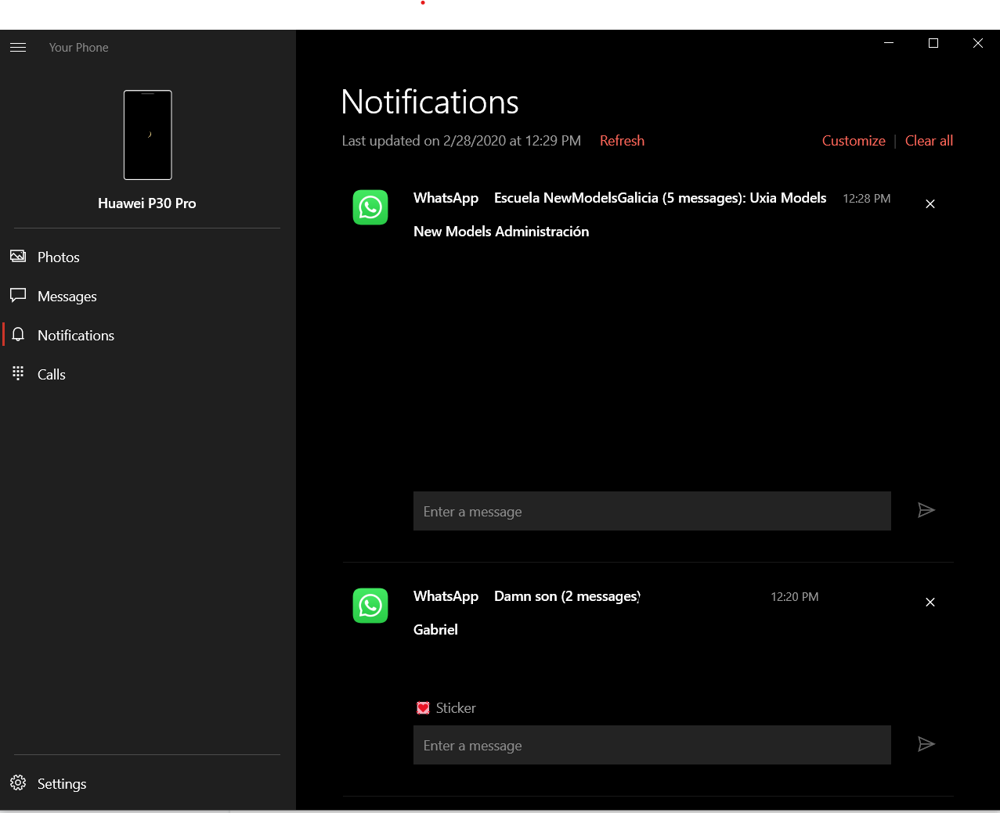 Your Phone
Huawei P30 Pro
Photos
Messages
Notifications
Calls
Settings
Notifications
Last updated on 2/28/2020 at 12:29 PM Refresh Customize | Clear all
WhatsApp Escuela NewModelsGalicia (5 messages): Uxia Models 12:28 PM
New Models Administración
Enter a message
WhatsApp Damn son (2 messages) 12:20 PM
Gabriel
💟 Sticker
Enter a message